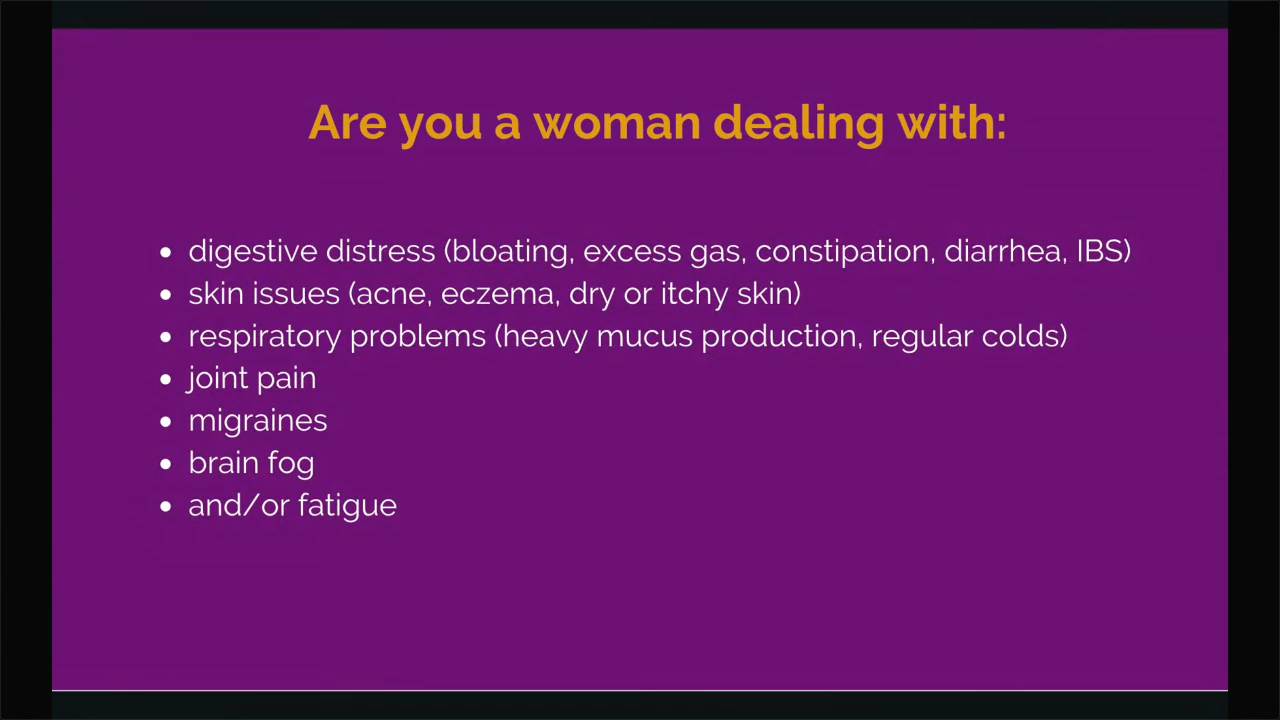 Are you a woman dealing with:
• digestive distress (bloating, excess gas, constipation, diarrhea, IBS)
• skin issues (acne, eczema, dry or itchy skin)
• respiratory problems (heavy mucus production, regular colds)
• joint pain
• migraines
• brain fog
• and/or fatigue